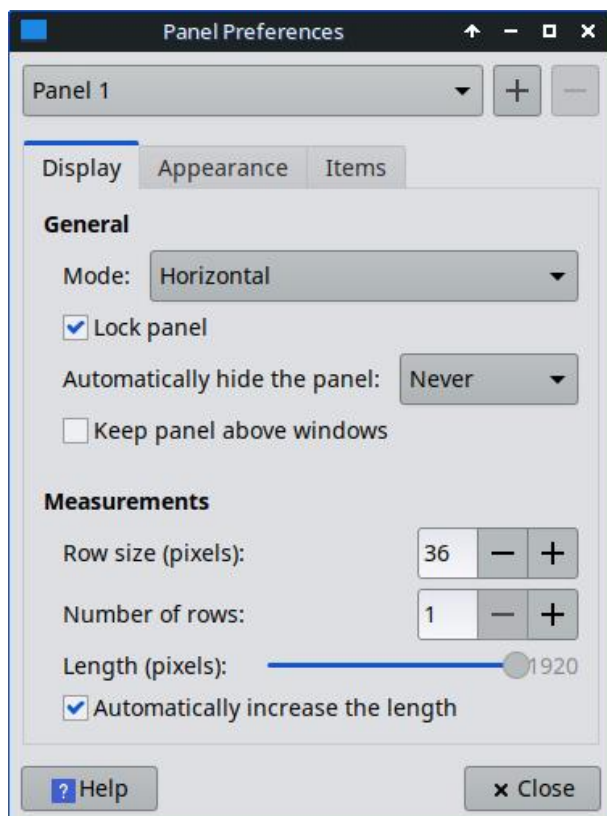 Panel Preferences
Panel 1
Display Appearance Items
General
Mode: Horizontal
Lock panel
Automatically hide the panel: Never
Keep panel above windows
Measurements
Row size (pixels): 36
Number of rows: 1
Length (pixels): 1920
Automatically increase the length
? Help × Close